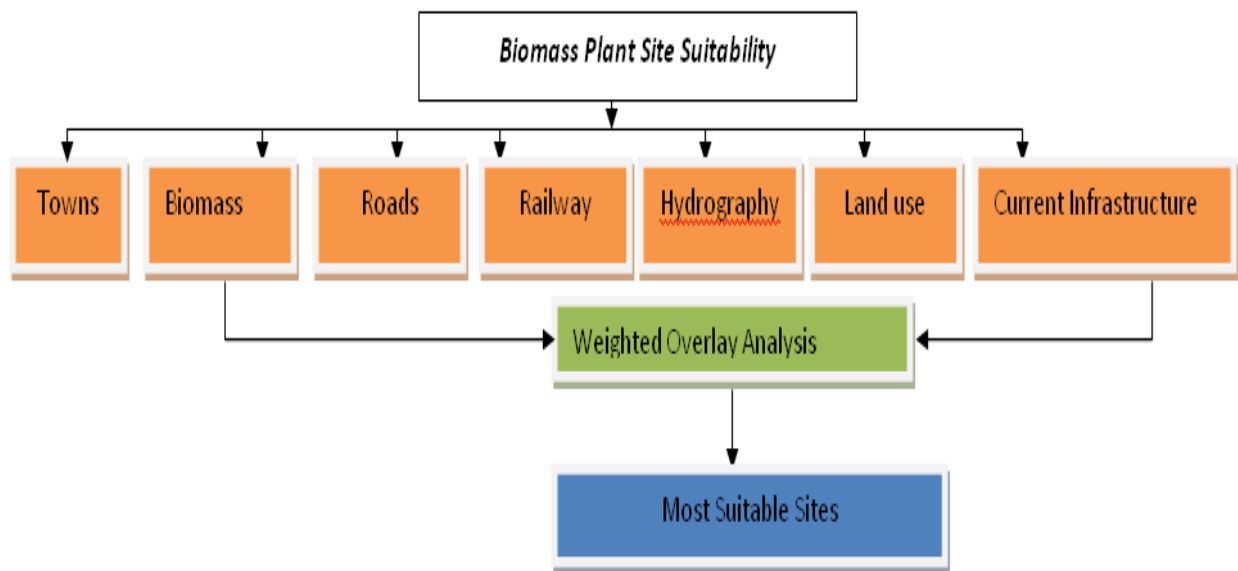 Biomass Plant Site Suitability
Towns
Biomass
Roads
Railway
Hydrography
Land use
Current Infrastructure
Weighted Overlay Analysis
Most Suitable Sites